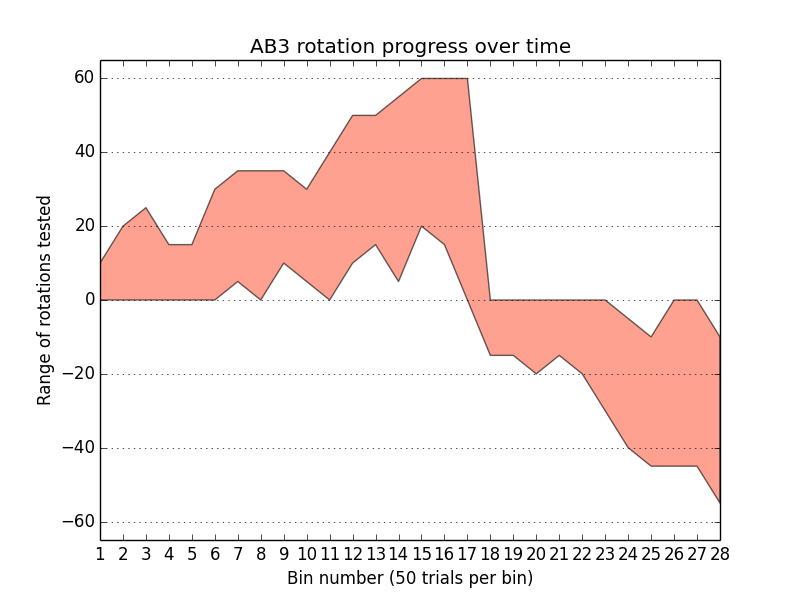 AB3 rotation progress over time
60
40
20
0
−20
−40
−60
Range of rotations tested
1 2 3 4 5 6 7 8 9 10 11 12 13 14 15 16 17 18 19 20 21 22 23 24 25 26 27 28
Bin number (50 trials per bin)